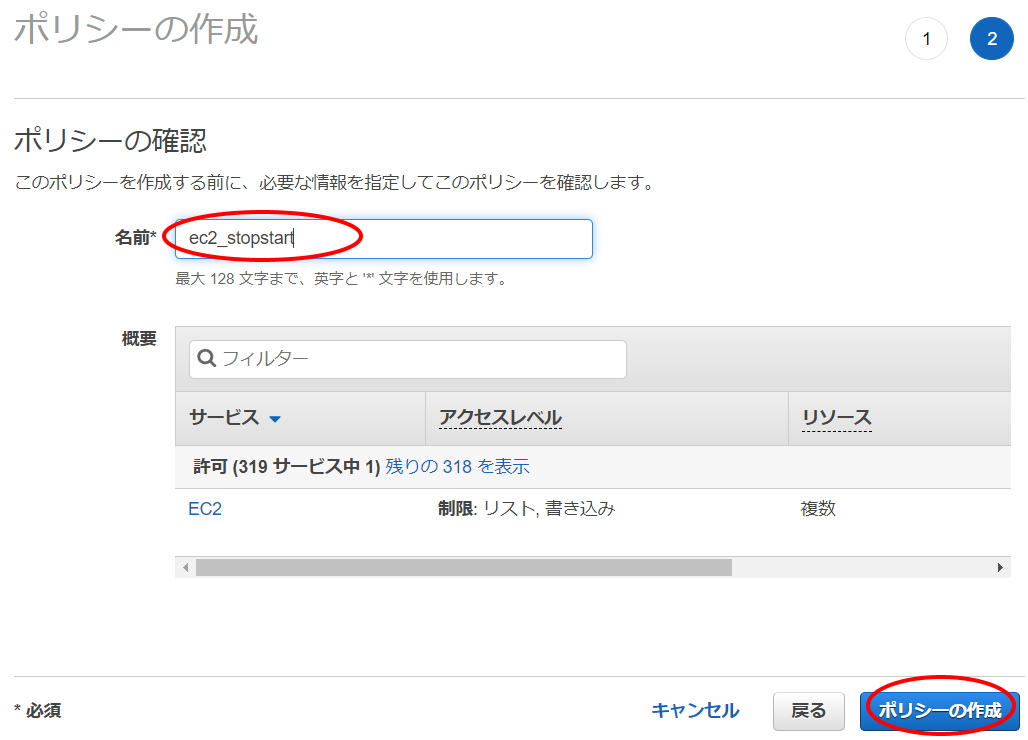 ポリシーの作成
1
2
ポリシーの確認
このポリシーを作成する前に、必要な情報を指定してこのポリシーを確認します。
名前*
ec2_stopstart
最大 128 文字まで、英字と '*' 文字を使用します。
概要
フィルター
サービス アクセスレベル リソース
許可 (319 サービス中 1) 残りの 318 を表示
EC2 制限: リスト, 書き込み 複数
* 必須 キャンセル 戻る ポリシーの作成